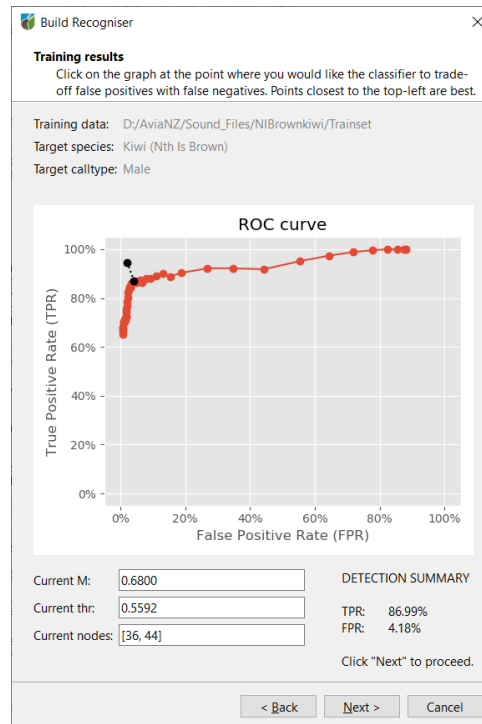 Build Recogniser
Training results
Click on the graph at the point where you would like the classifier to trade-
off false positives with false negatives. Points closest to the top-left are best.
Training data: D:/AviaNZ/Sound_Files/NIBrownkiwi/Trainset
Target species: Kiwi (Nth Is Brown)
Target calltype: Male
ROC curve
100%
80%
60%
40%
20%
0%
True Positive Rate (TPR)
0% 20% 40% 60% 80% 100%
False Positive Rate (FPR)
Current M: 0.6800
Current thr: 0.5592
Current nodes: [36, 44]
DETECTION SUMMARY
TPR: 86.99%
FPR: 4.18%
Click "Next" to proceed.
< Back Next > Cancel